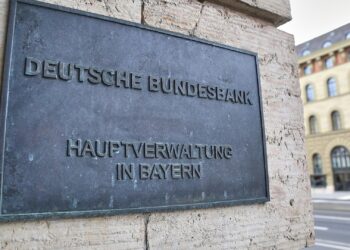 DEUTSCHE BUNDESBANK
HAUPTVERWALTUNG
IN BAYERN